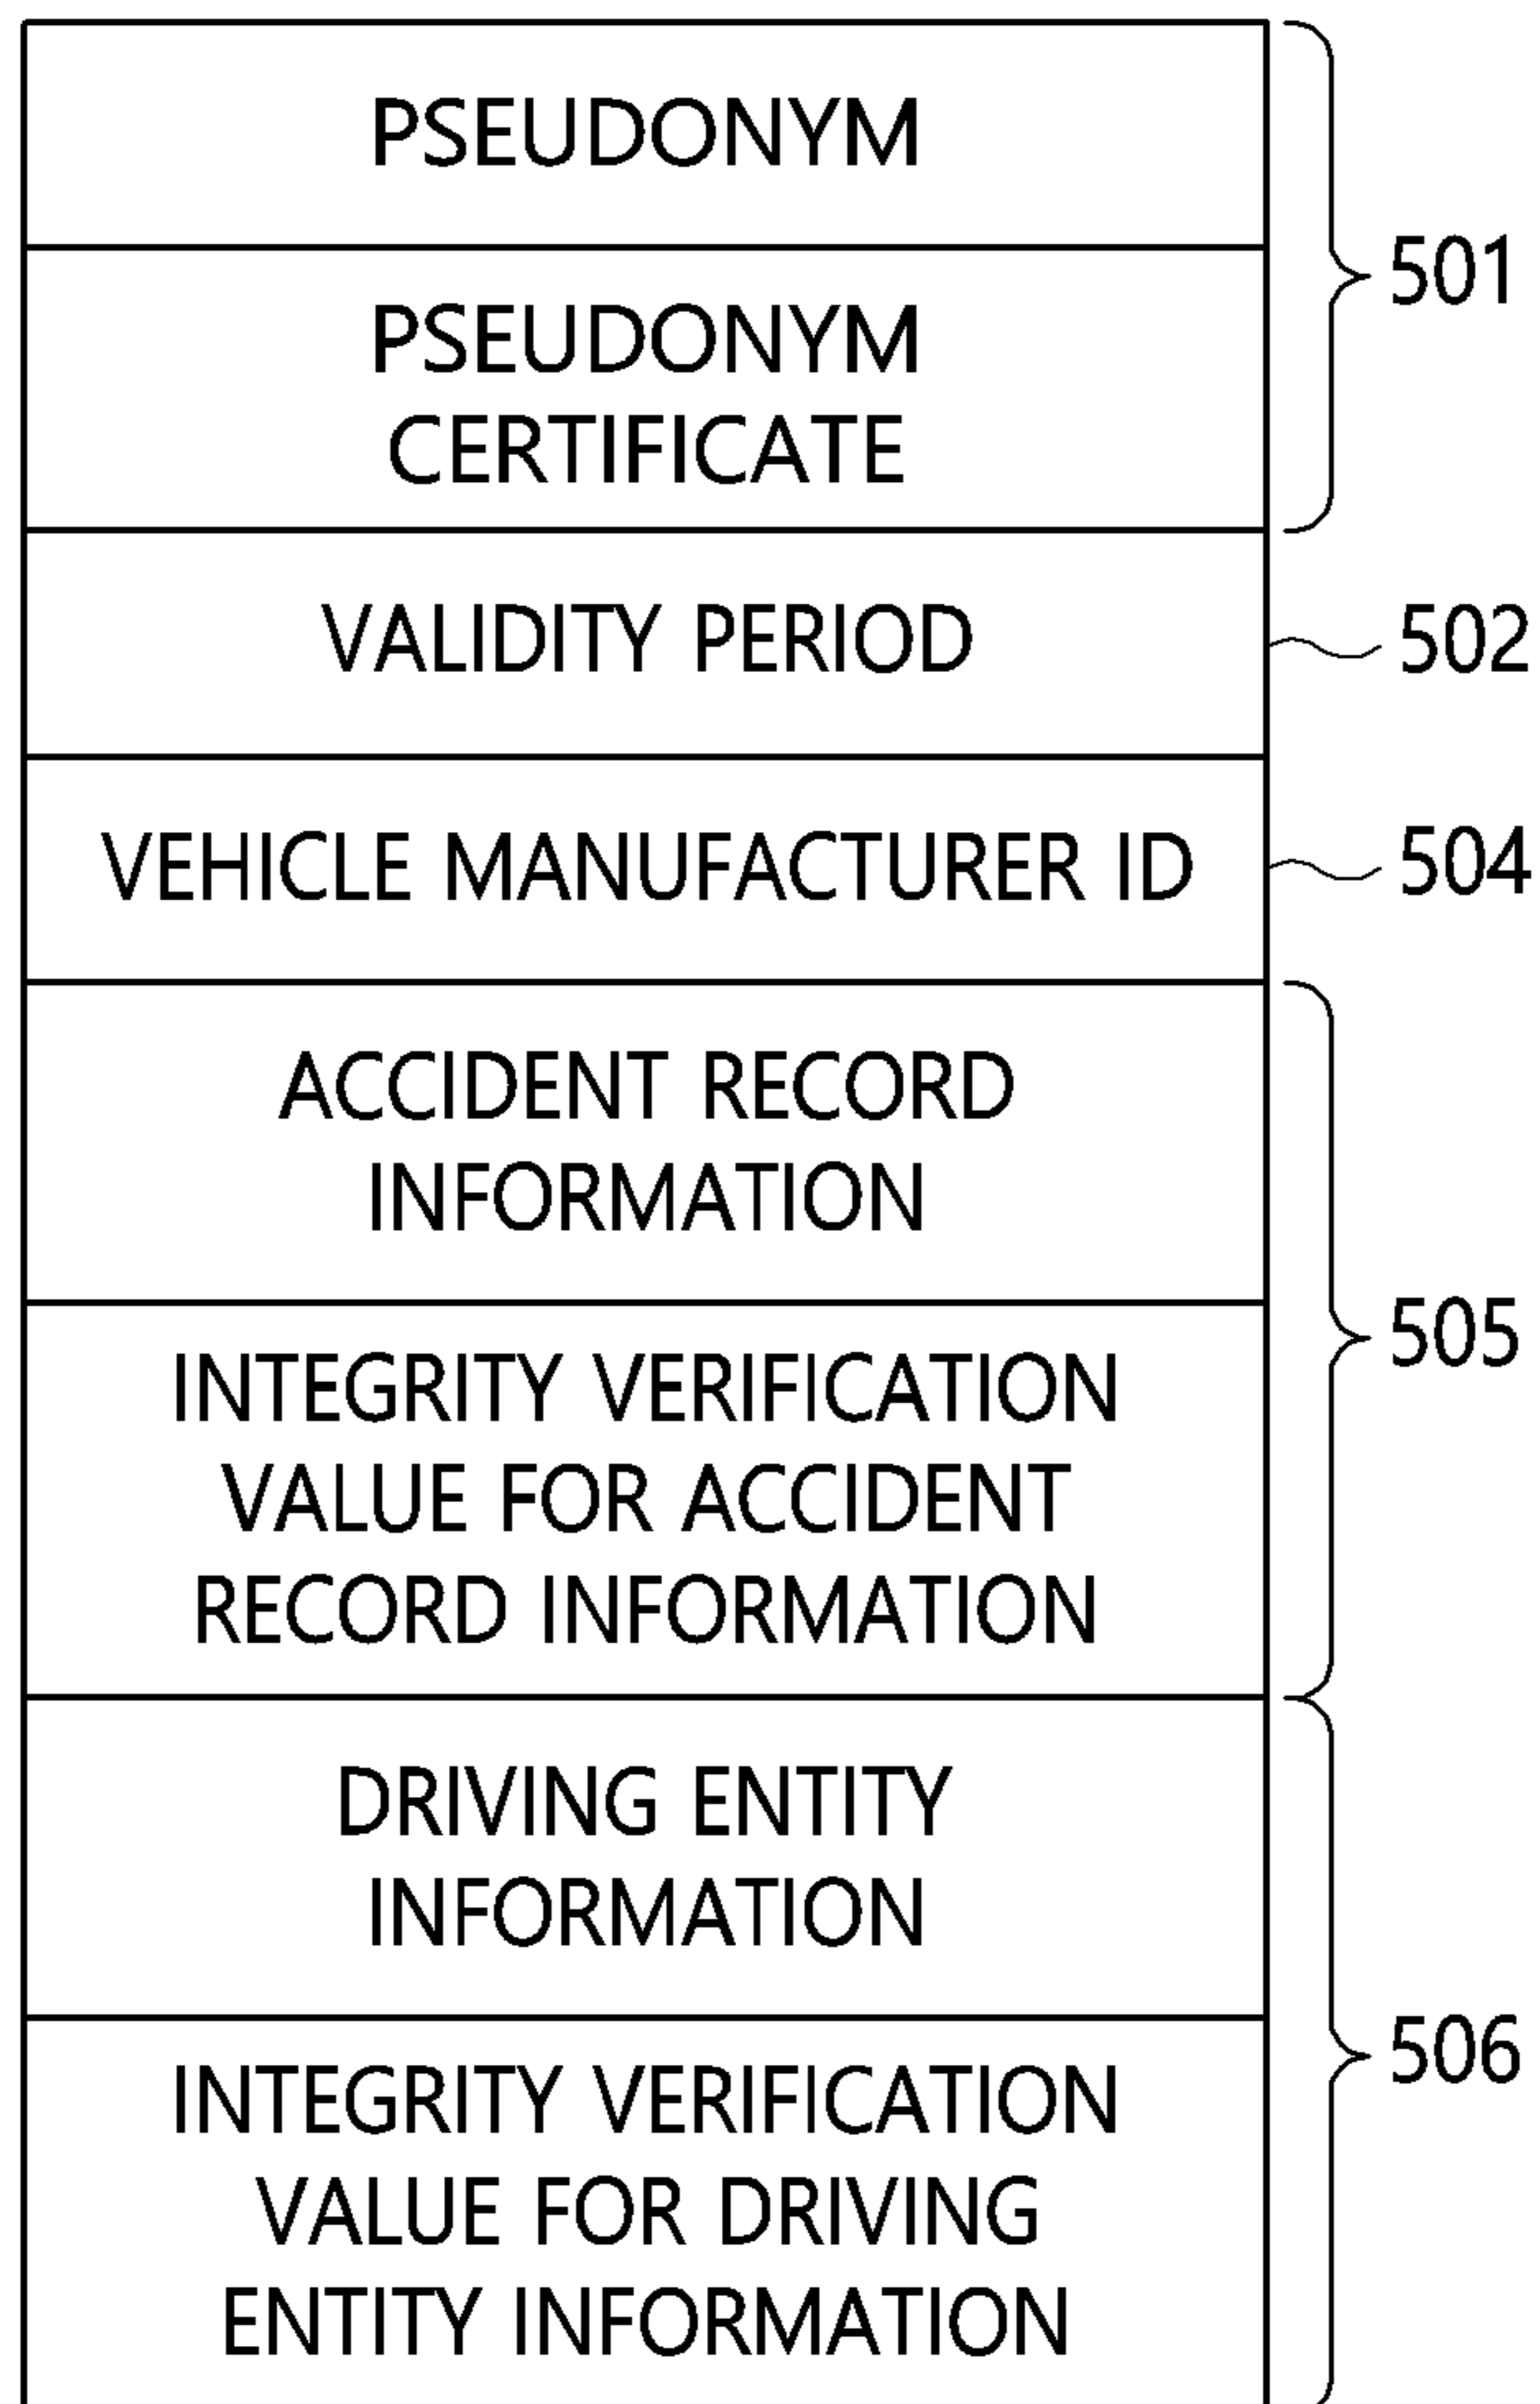 PSEUDONYM
501
PSEUDONYM
CERTIFICATE
VALIDITY PERIOD
502
VEHICLE MANUFACTURER ID
504
ACCIDENT RECORD
INFORMATION
505
INTEGRITY VERIFICATION
VALUE FOR ACCIDENT
RECORD INFORMATION
DRIVING ENTITY
INFORMATION
506
INTEGRITY VERIFICATION
VALUE FOR DRIVING
ENTITY INFORMATION